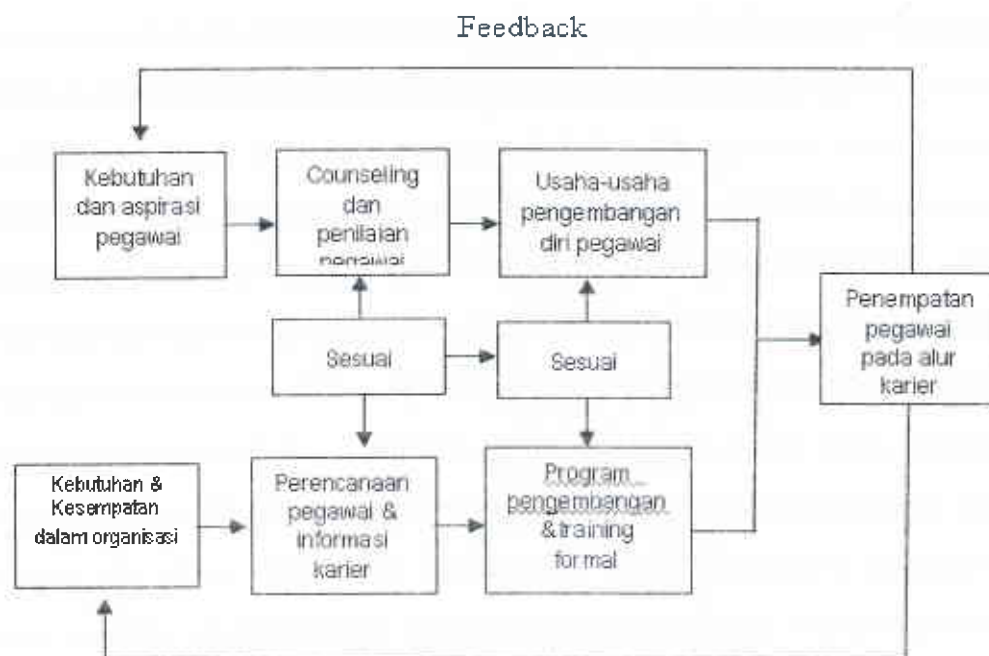 Feedback
Kebutuhan
dan aspirasi
pegawai
Counseling
dan
penilaian
pegawai
Usaha-usaha
pengembangan
diri pegawai
Penempatan
pegawai
pada alur
karier
Sesuai
Sesuai
Kebutuhan &
Kesempatan
dalam organisasi
Perencanaan
pegawai &
informasi
karier
Program
pengembangan
& training
formal